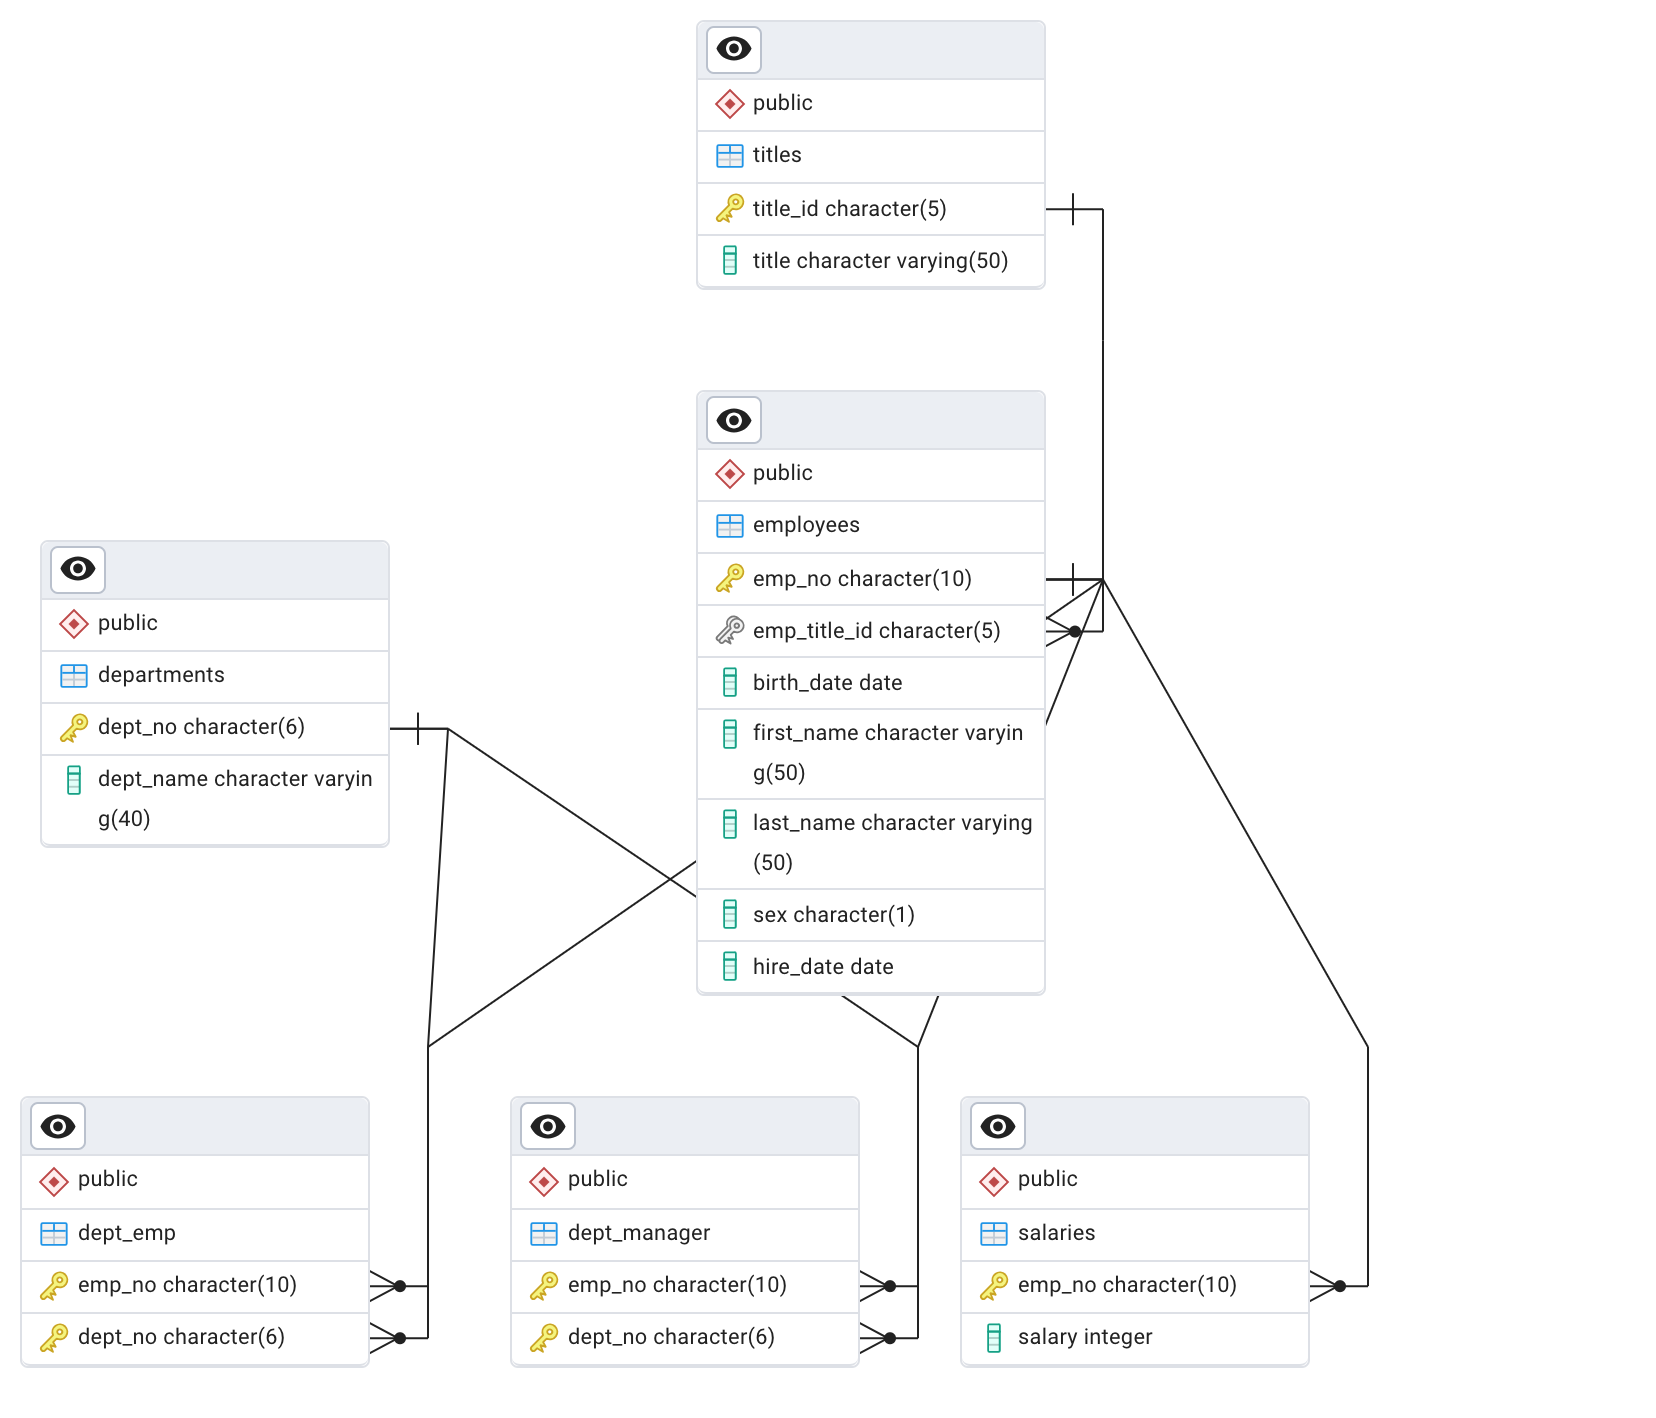 public
titles
title_id character(5)
title character varying(50)
public
employees
emp_no character(10)
emp_title_id character(5)
birth_date date
first_name character varyin
g(50)
last_name character varying
(50)
sex character(1)
hire_date date
public
departments
dept_no character(6)
dept_name character varyin
g(40)
public
dept_emp
emp_no character(10)
dept_no character(6)
public
dept_manager
emp_no character(10)
dept_no character(6)
public
salaries
emp_no character(10)
salary integer